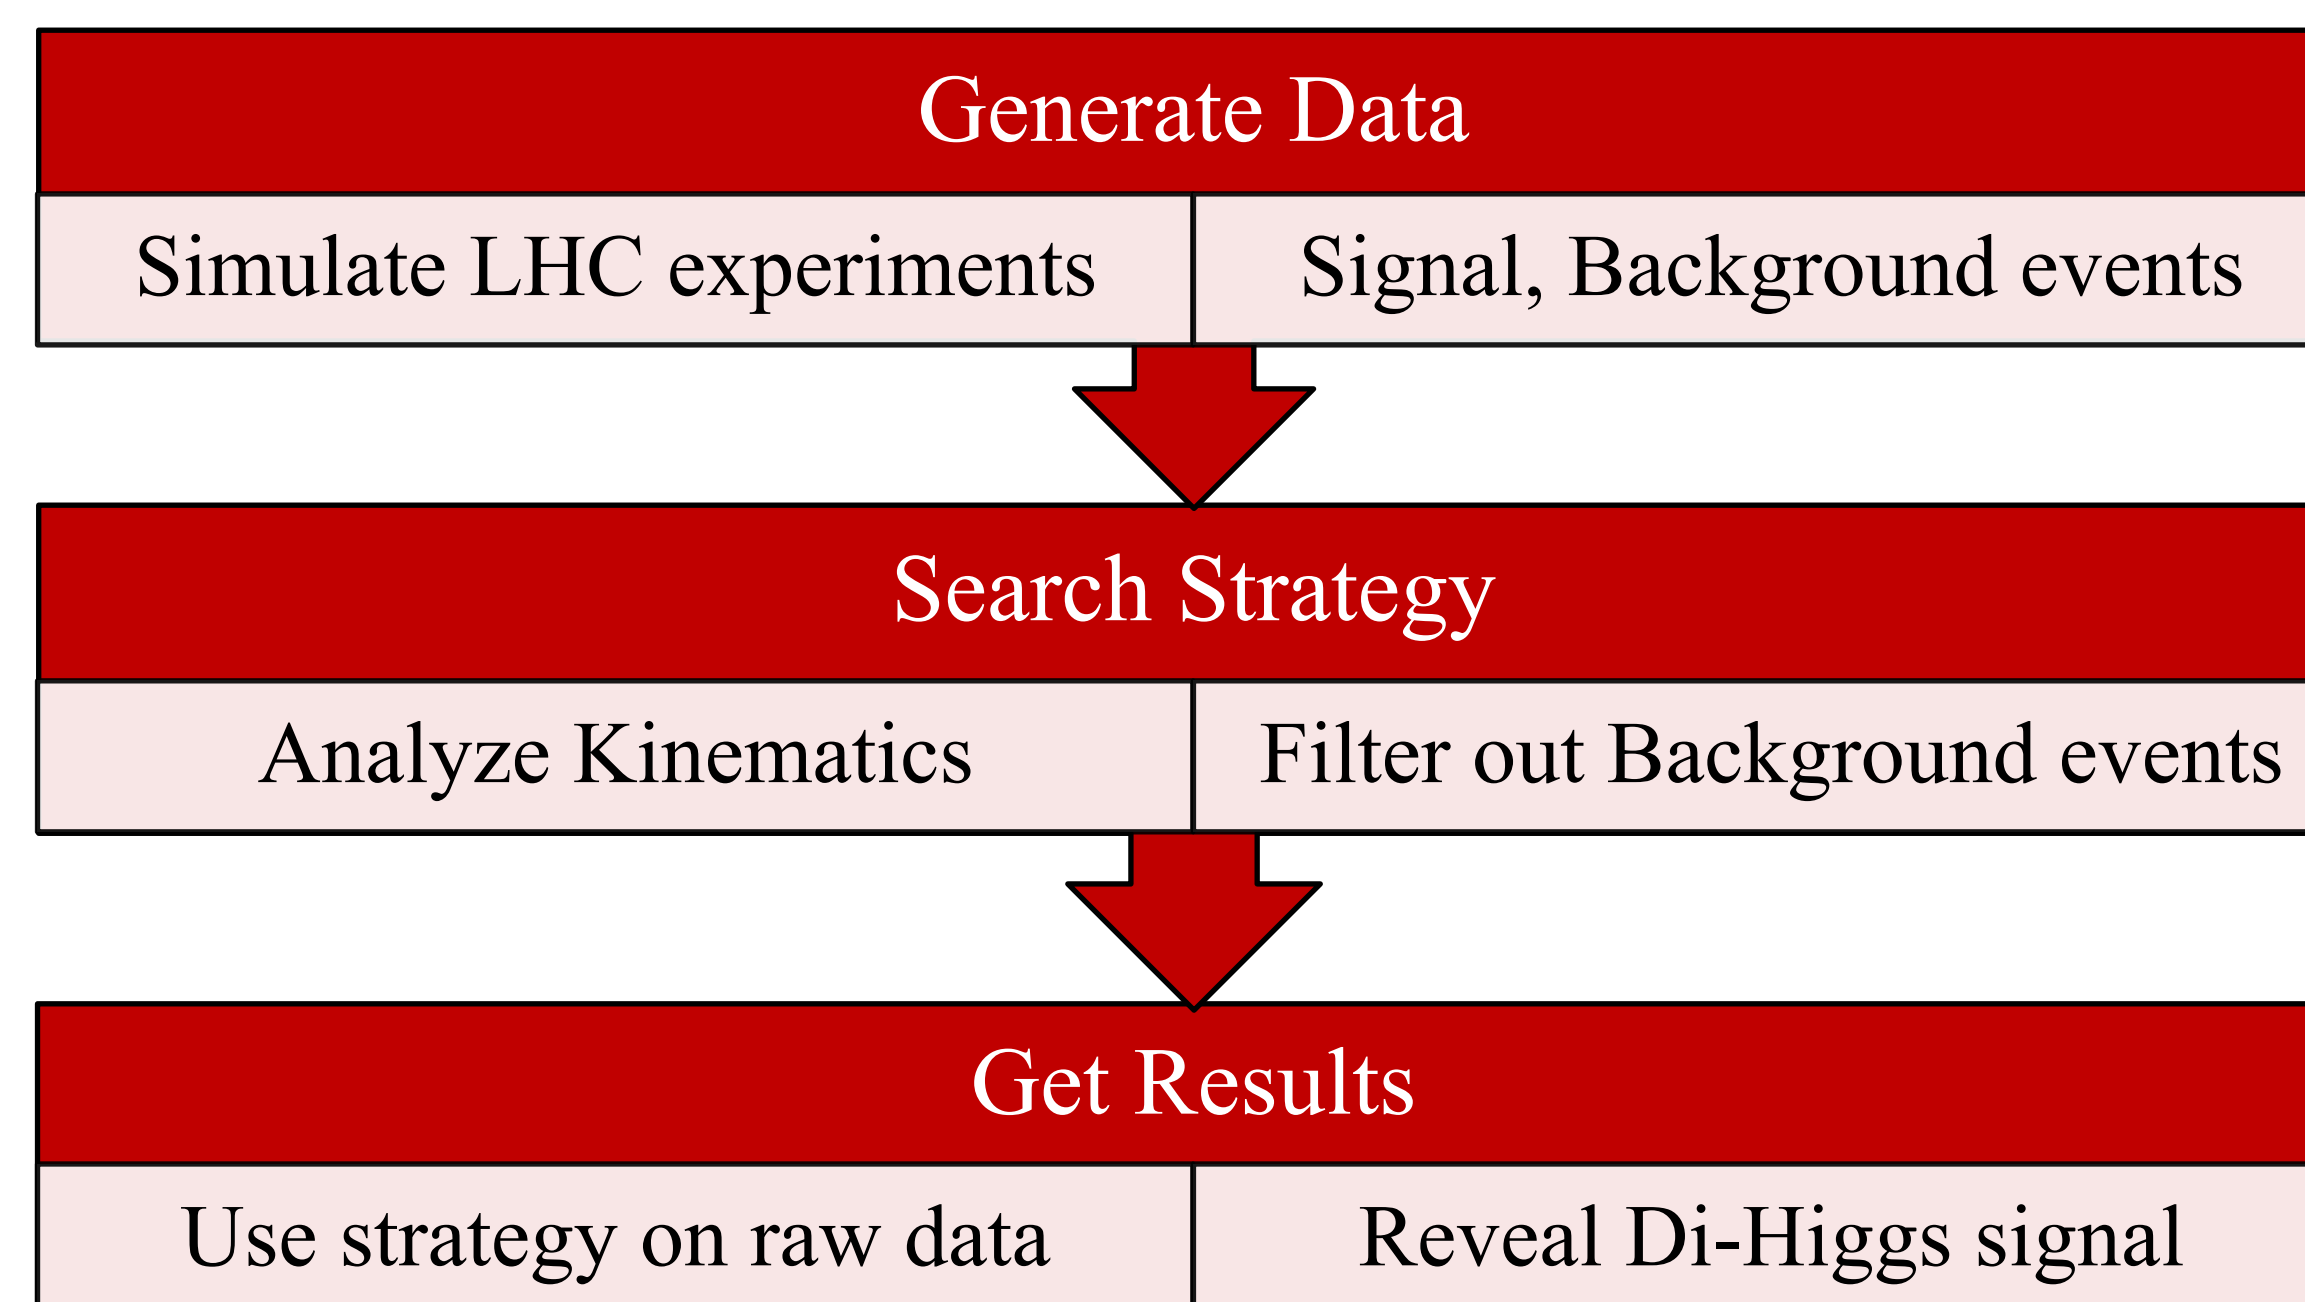 Generate Data
Simulate LHC experiments
Signal, Background events
Search Strategy
Analyze Kinematics
Filter out Background events
Get Results
Use strategy on raw data
Reveal Di-Higgs signal